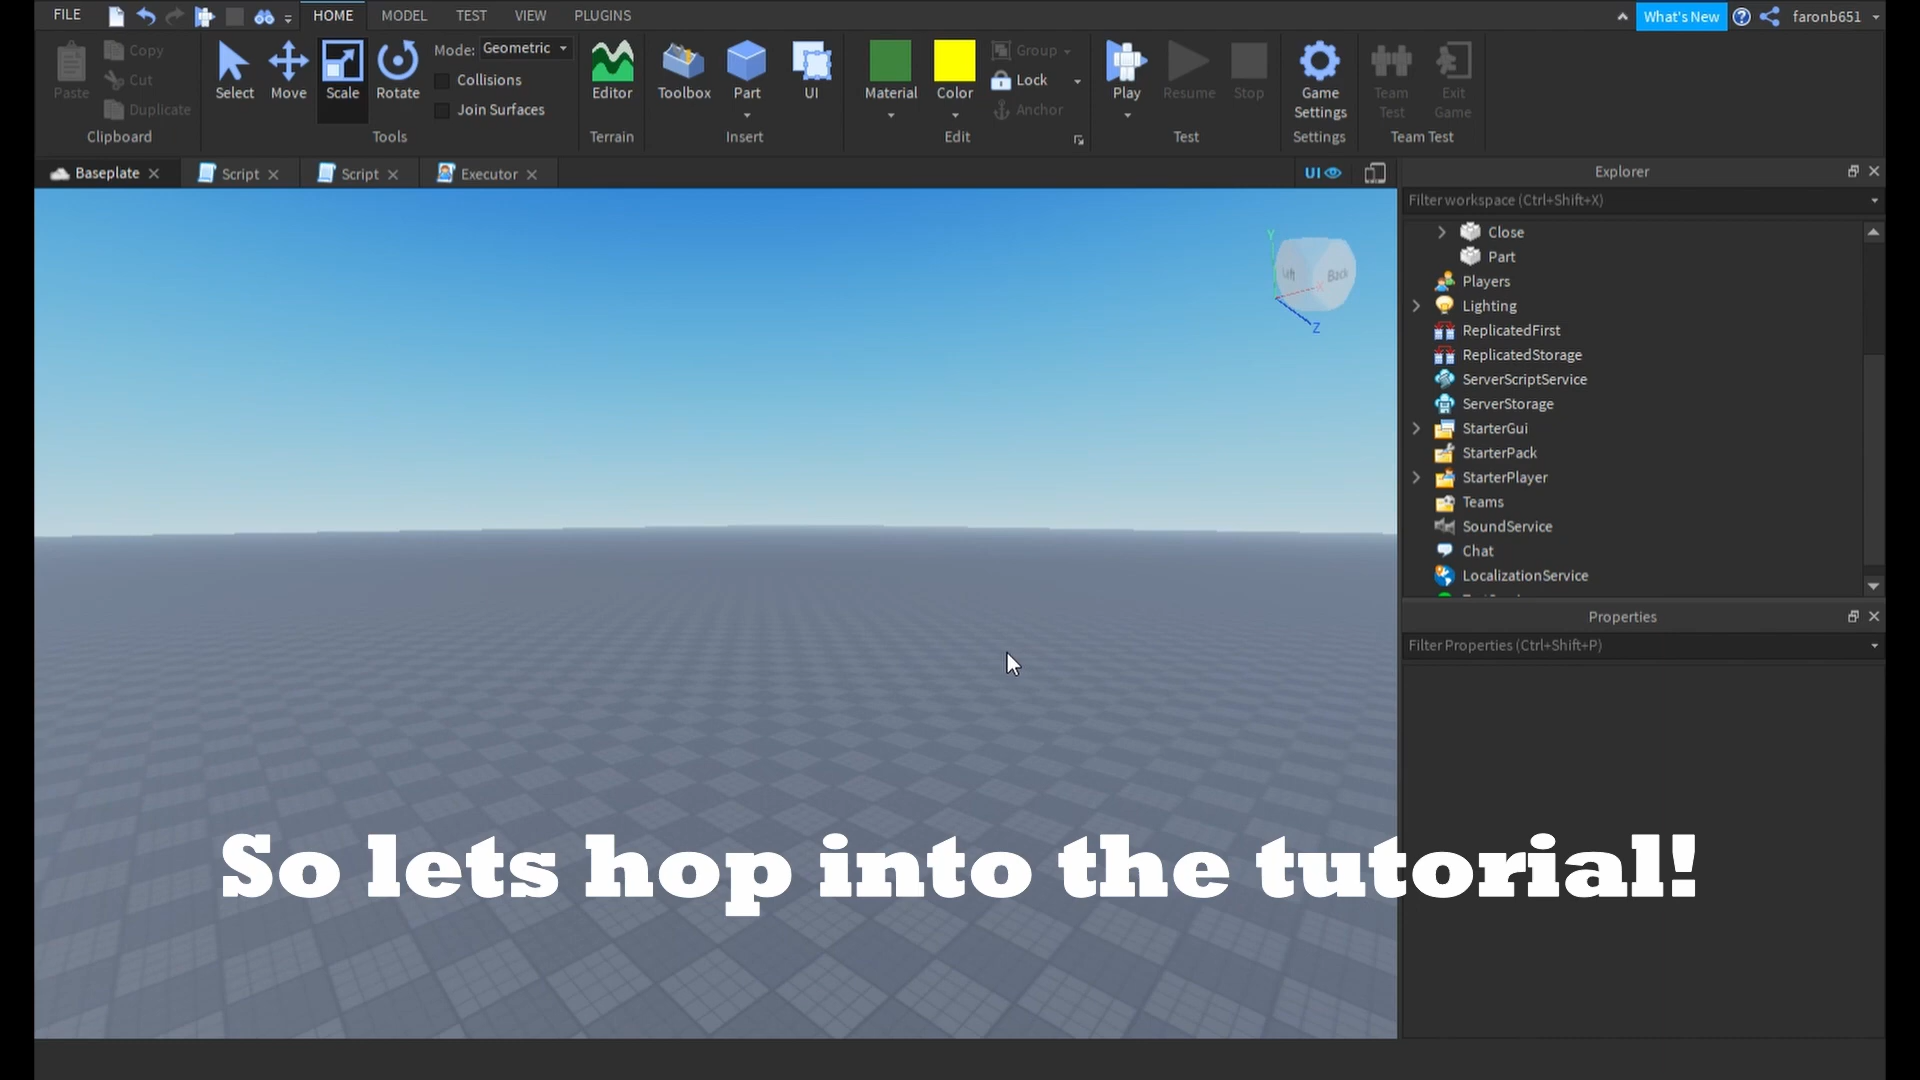 FILE
HOME
MODEL
TEST
VIEW
PLUGINS
What's New
faronb651
Paste
Copy
Cut
Duplicate
Clipboard
Select
Move
Scale
Rotate
Mode: Geometric
Collisions
Join Surfaces
Tools
Editor
Terrain
Toolbox
Part
UI
Insert
Material
Color
Group
Lock
Anchor
Edit
Play
Resume
Stop
Test
Game
Settings
Settings
Team
Test
Exit
Game
Team Test
Baseplate
Script
Script
Executor
UI
Explorer
Filter workspace (Ctrl+Shift+X)
Close
Part
Players
Lighting
ReplicatedFirst
ReplicatedStorage
ServerScriptService
ServerStorage
StarterGui
StarterPack
StarterPlayer
Teams
SoundService
Chat
LocalizationService
Properties
Filter Properties (Ctrl+Shift+P)
Y
Left
Back
X
Z
So lets hop into the tutorial!